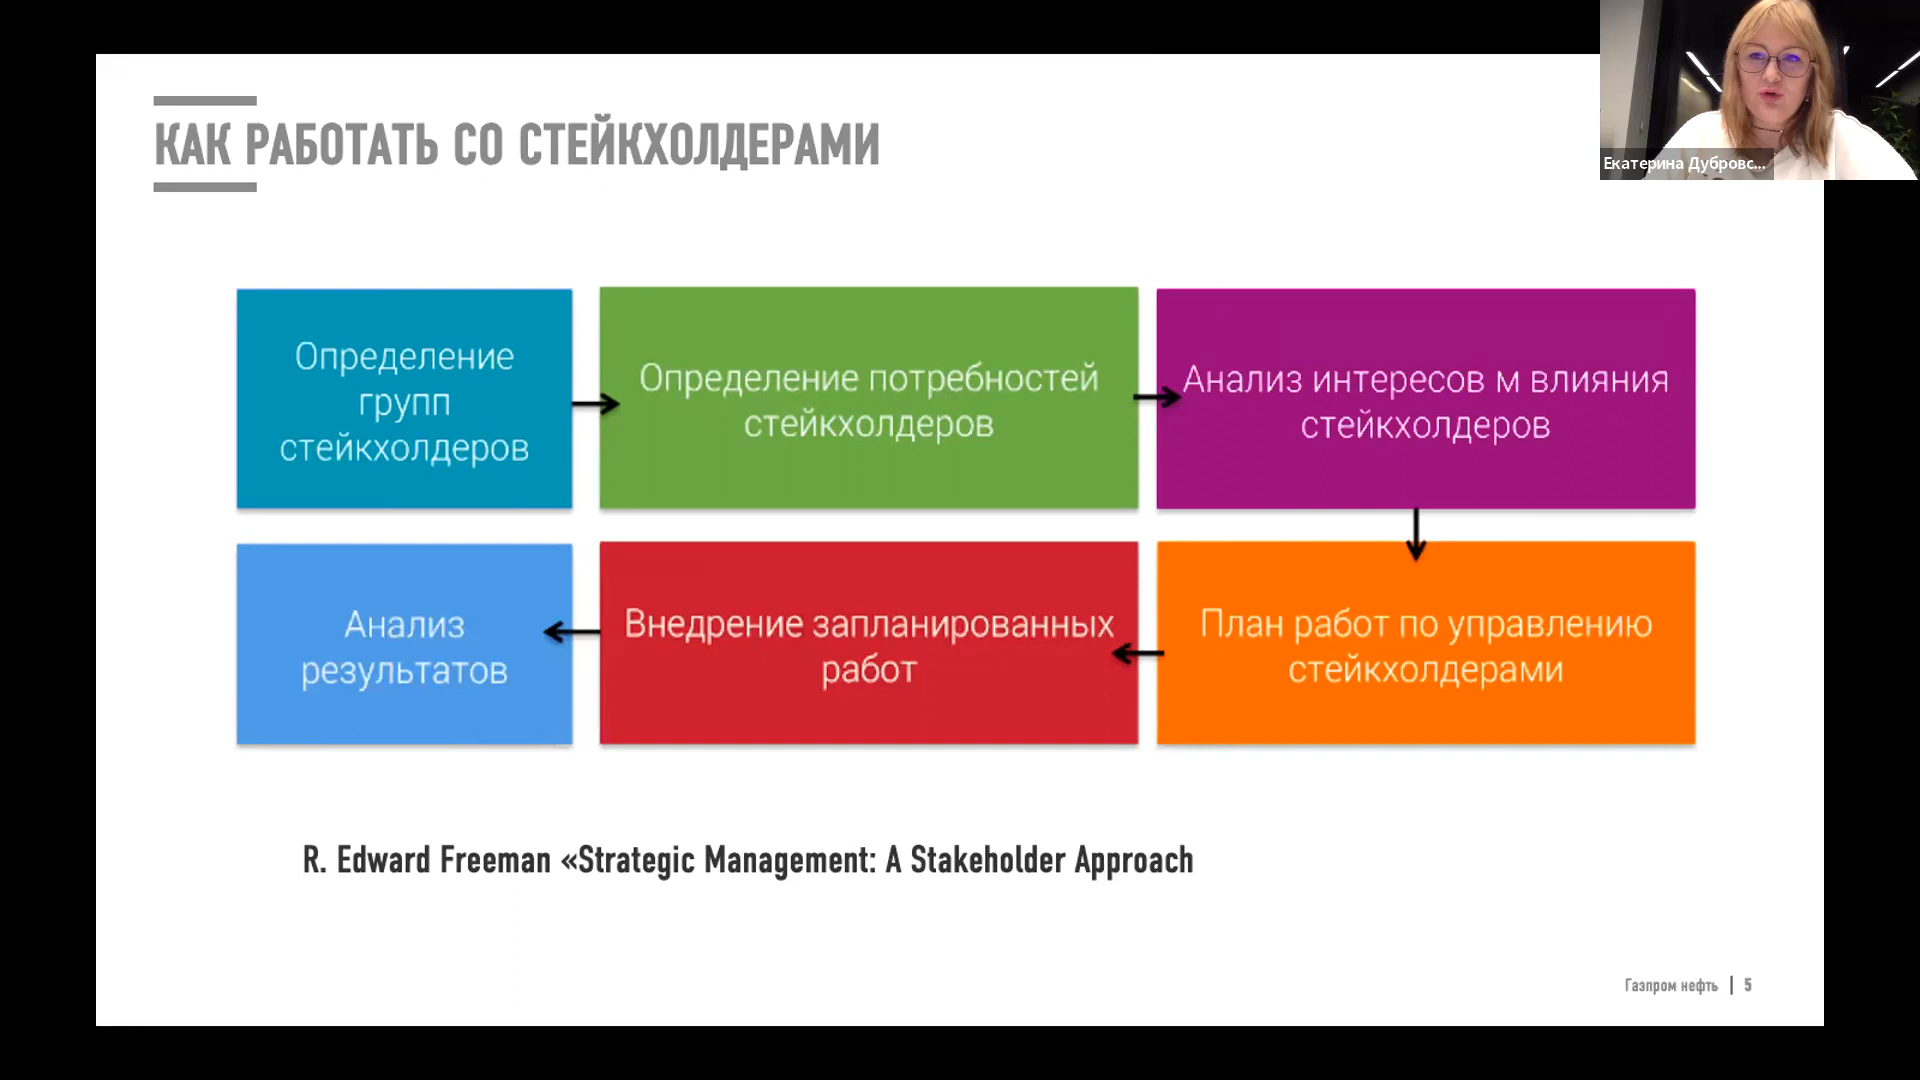 КАК РАБОТАТЬ СО СТЕЙКХОЛДЕРАМИ
Екатерина Дубровс...
Определение
групп
стейкхолдеров
Определение потребностей
стейкхолдеров
Анализ интересов м влияния
стейкхолдеров
План работ по управлению
стейкхолдерами
Внедрение запланированных
работ
Анализ
результатов
R. Edward Freeman «Strategic Management: A Stakeholder Approach
Газпром нефть | 5